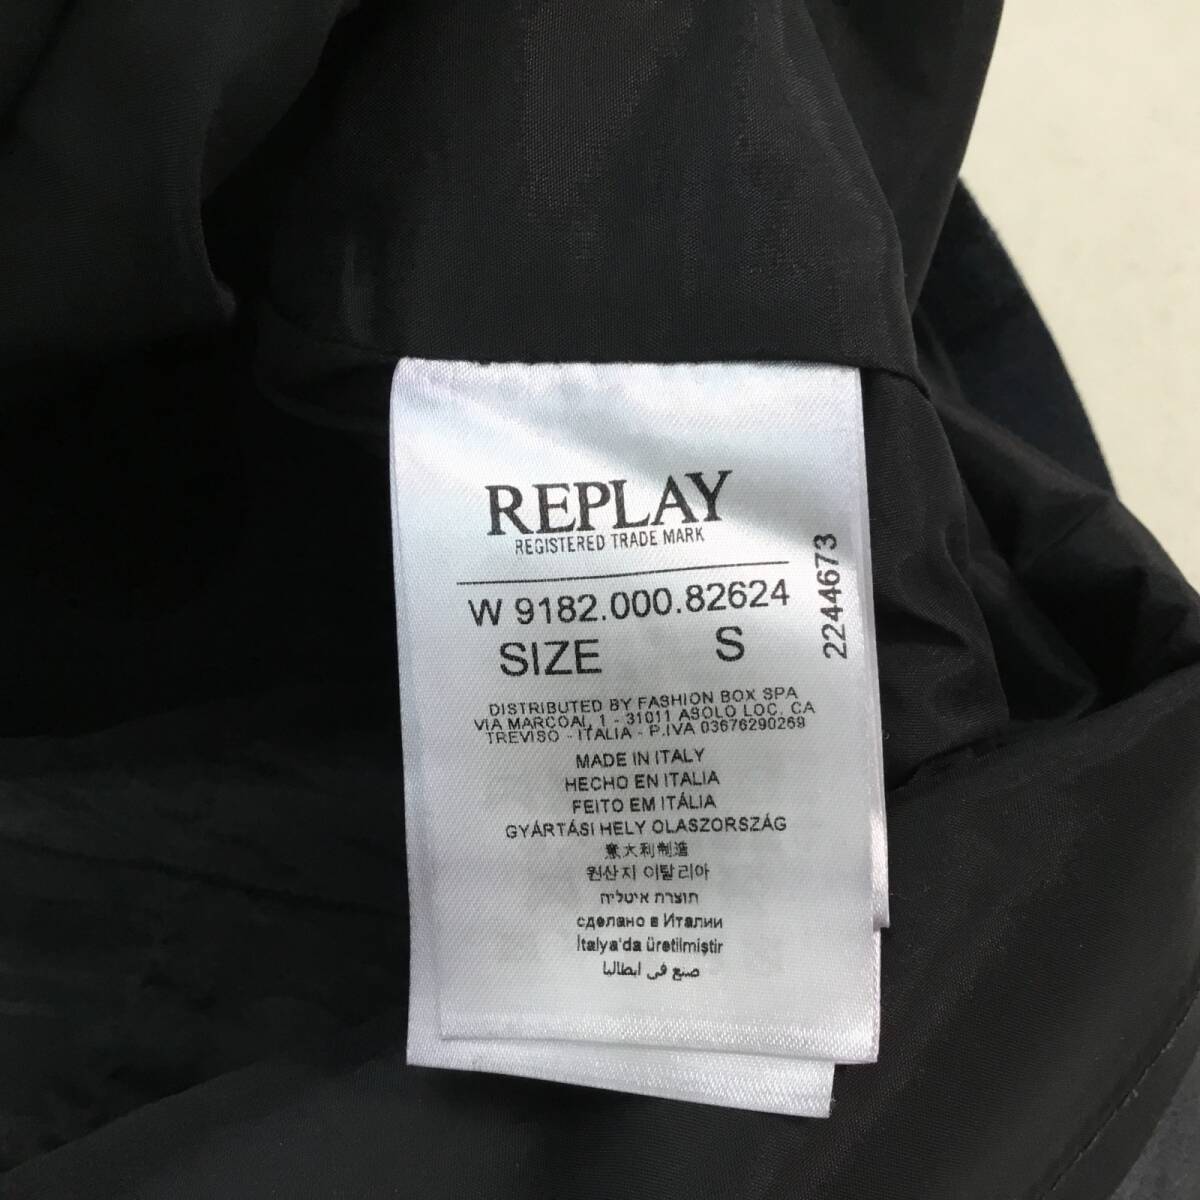 REPLAY
REGISTERED TRADE MARK
W 9182.000.82624
SIZE S
2244673
DISTRIBUTED BY FASHION BOX SPA
VIA MARCOAI, 1 - 31011 ASOLO LOC. CA
TREVISO - ITALIA - P.IVA 03676290269
MADE IN ITALY
HECHO EN ITALIA
FEITO EM ITÁLIA
GYÁRTÁSI HELY OLASZORSZÁG
意大利制造
원산지 이탈리아
תוצרת איטליה
сделано в Италии
İtalya'da üretilmiştir
صنع في ايطاليا